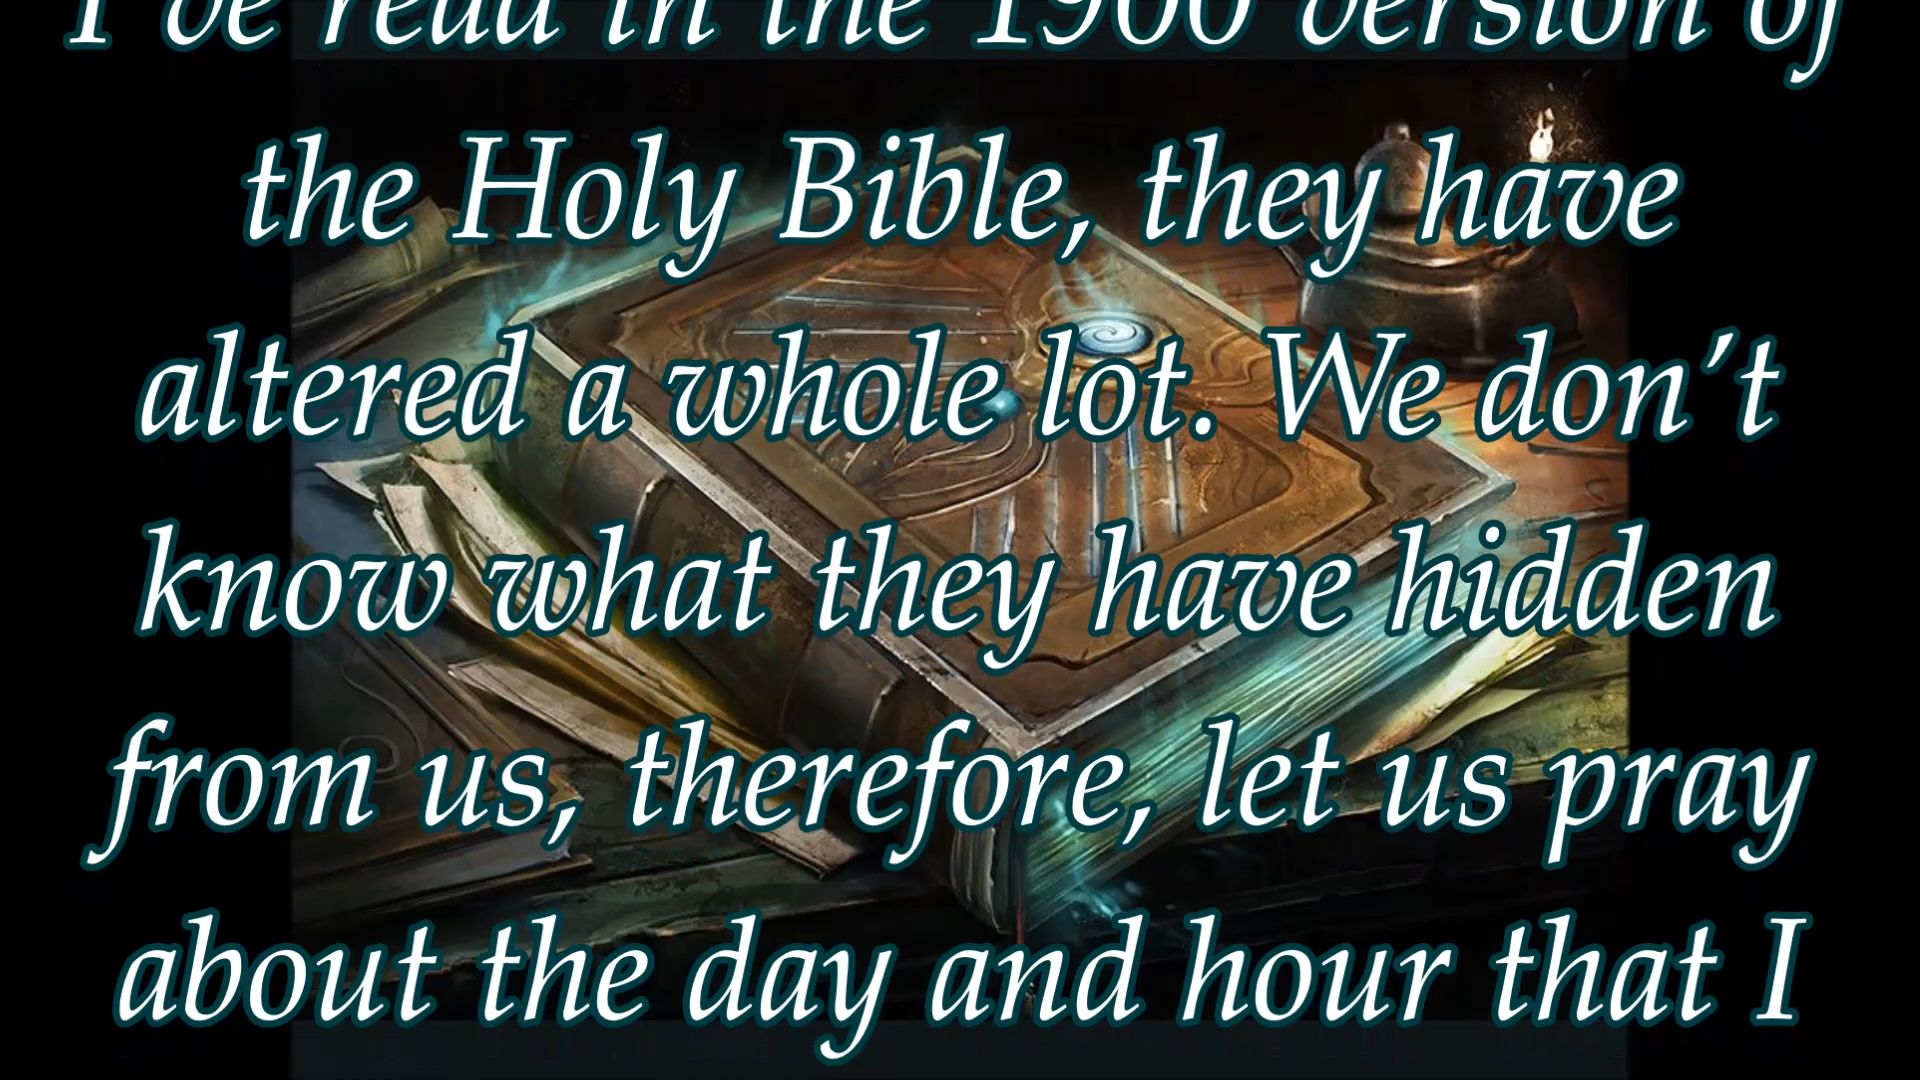 I've read in the 1900 version of
the Holy Bible, they have
altered a whole lot. We don't
know what they have hidden
from us, therefore, let us pray
about the day and hour that I